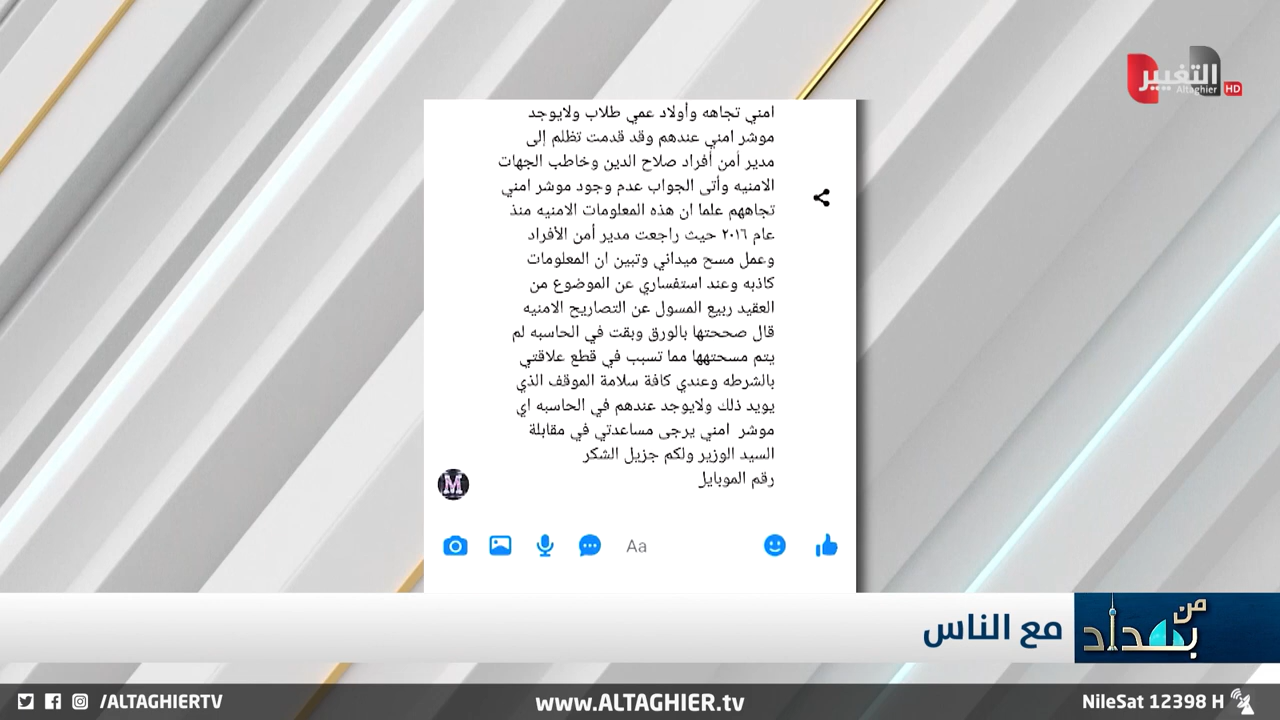 التغيير
Altaghier HD
امني تجاهه وأولاد عمي طلاب ولايوجد
موشر امني عندهم وقد قدمت تظلم إلى
مدير أمن أفراد صلاح الدين وخاطب الجهات
الامنيه وأتى الجواب عدم وجود موشر امني
تجاههم علما ان هذه المعلومات الامنيه منذ
عام ٢٠١٦ حيث راجعت مدير أمن الأفراد
وعمل مسح ميداني وتبين ان المعلومات
كاذبه وعند استفساري عن الموضوع من
العقيد ربيع المسول عن التصاريح الامنيه
قال صححتها بالورق وبقت في الحاسبه لم
يتم مسحتهها مما تسبب في قطع علاقتي
بالشرطه وعندي كافة سلامة الموقف الذي
يويد ذلك ولايوجد عندهم في الحاسبه اي
موشر  امني يرجى مساعدتي في مقابلة
السيد الوزير ولكم جزيل الشكر
رقم الموبايل
M
Aa
من بغداد
مع الناس
/ALTAGHIERTV
www.ALTAGHIER.tv
NileSat 12398 H